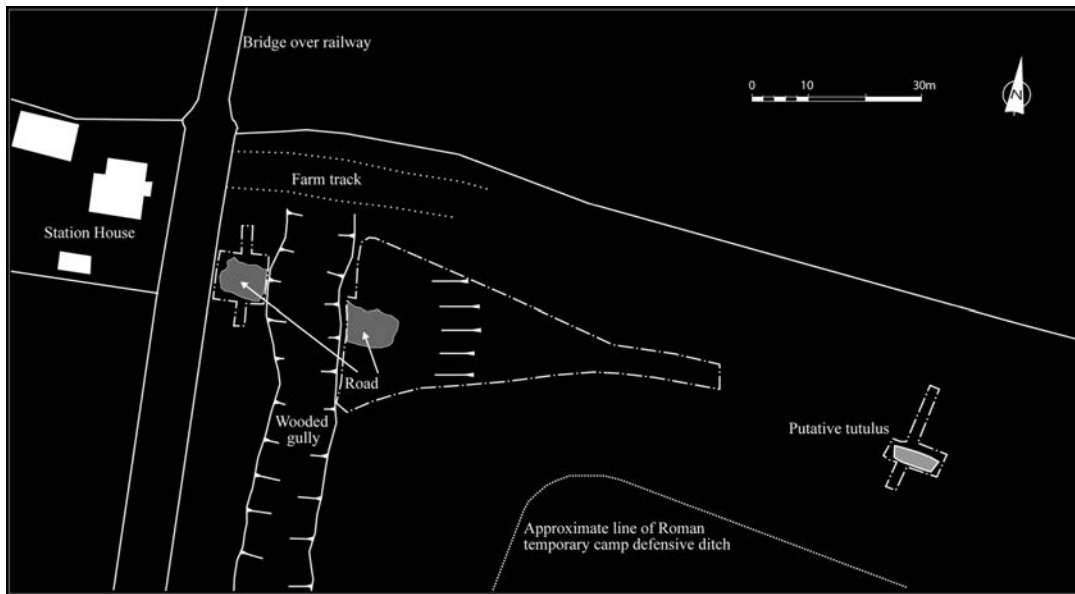 Bridge over railway
0 10 30m
N
Farm track
Station House
Road
Wooded
gully
Putative tutulus
Approximate line of Roman
temporary camp defensive ditch